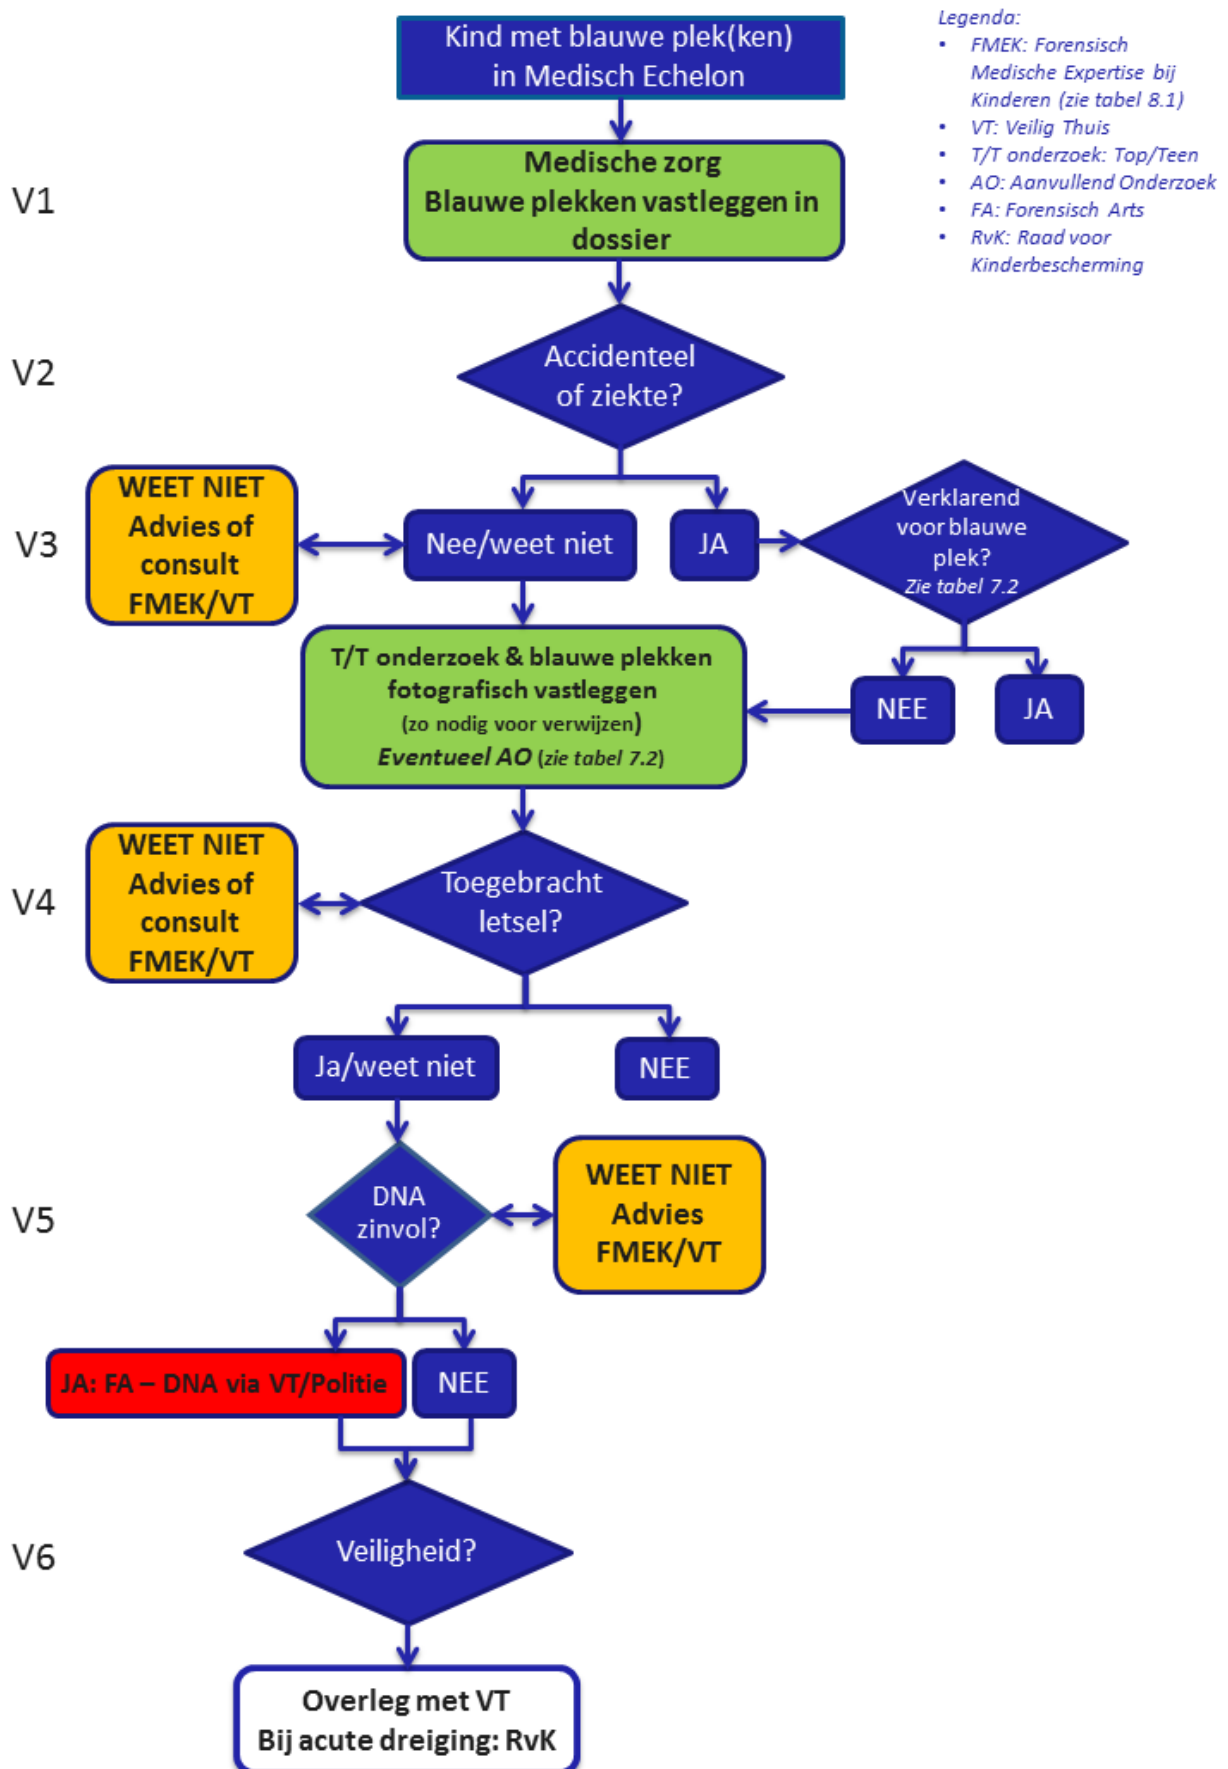 Kind met blauwe plek(ken)
in Medisch Echelon
Legenda:
• FMEK: Forensisch
Medische Expertise bij
Kinderen (zie tabel 8.1)
• VT: Veilig Thuis
• T/T onderzoek: Top/Teen
• AO: Aanvullend Onderzoek
• FA: Forensisch Arts
• RvK: Raad voor
Kinderbescherming
V1
Medische zorg
Blauwe plekken vastleggen in
dossier
V2
Accidenteel
of ziekte?
V3
WEET NIET
Advies of
consult
FMEK/VT
Nee/weet niet
JA
Verklarend
voor blauwe
plek?
Zie tabel 7.2
T/T onderzoek & blauwe plekken
fotografisch vastleggen
(zo nodig voor verwijzen)
Eventueel AO (zie tabel 7.2)
NEE
JA
V4
WEET NIET
Advies of
consult
FMEK/VT
Toegebracht
letsel?
Ja/weet niet
NEE
V5
DNA
zinvol?
WEET NIET
Advies
FMEK/VT
JA: FA – DNA via VT/Politie
NEE
V6
Veiligheid?
Overleg met VT
Bij acute dreiging: RvK